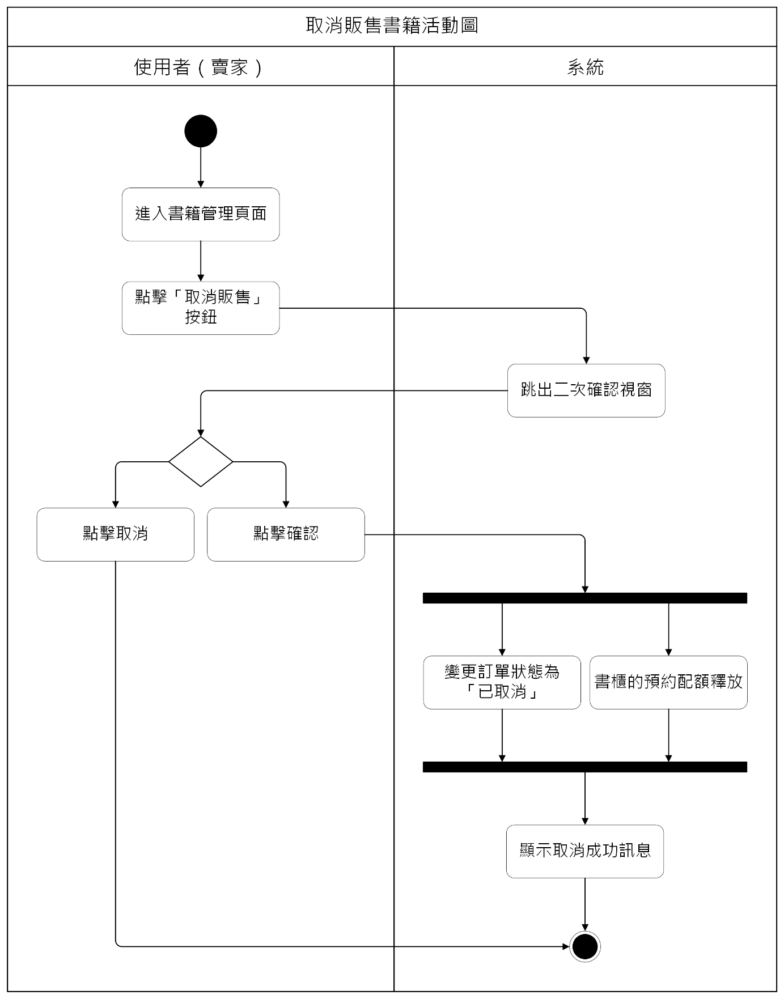 取消販售書籍活動圖
使用者（賣家）
系統
進入書籍管理頁面
點擊「取消販售」
按鈕
跳出二次確認視窗
點擊取消
點擊確認
變更訂單狀態為
「已取消」
書櫃的預約配額釋放
顯示取消成功訊息